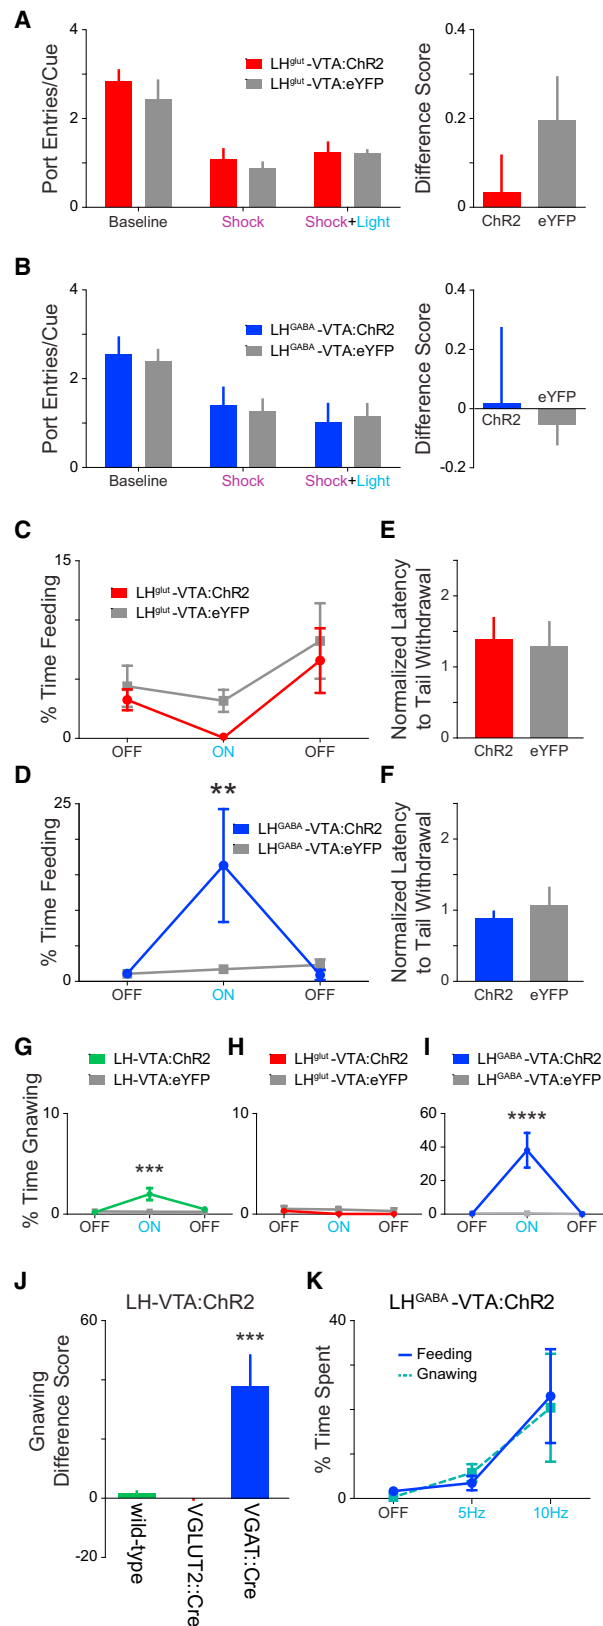 A
Port Entries/Cue
4
2
0
LHglut-VTA:ChR2
LHglut-VTA:eYFP
Baseline
Shock
Shock+Light
Difference Score
0.4
0.2
0
ChR2
eYFP
B
Port Entries/Cue
4
2
0
LHGABA-VTA:ChR2
LHGABA-VTA:eYFP
Baseline
Shock
Shock+Light
Difference Score
0.4
0.2
0
-0.2
eYFP
ChR2
C
% Time Feeding
15
0
LHglut-VTA:ChR2
LHglut-VTA:eYFP
OFF
ON
OFF
E
Normalized Latency
to Tail Withdrawal
2
1
0
ChR2
eYFP
D
% Time Feeding
25
0
**
LHGABA-VTA:ChR2
LHGABA-VTA:eYFP
OFF
ON
OFF
F
Normalized Latency
to Tail Withdrawal
2
1
0
ChR2
eYFP
G
LH-VTA:ChR2
LH-VTA:eYFP
% Time Gnawing
10
0
***
OFF
ON
OFF
H
LHglut-VTA:ChR2
LHglut-VTA:eYFP
10
0
OFF
ON
OFF
I
LHGABA-VTA:ChR2
LHGABA-VTA:eYFP
60
40
20
0
****
OFF
ON
OFF
J
LH-VTA:ChR2
Gnawing
Difference Score
60
0
-20
***
wild-type
VGLUT2::Cre
VGAT::Cre
K
LHGABA-VTA:ChR2
% Time Spent
40
0
Feeding
Gnawing
OFF
5Hz
10Hz